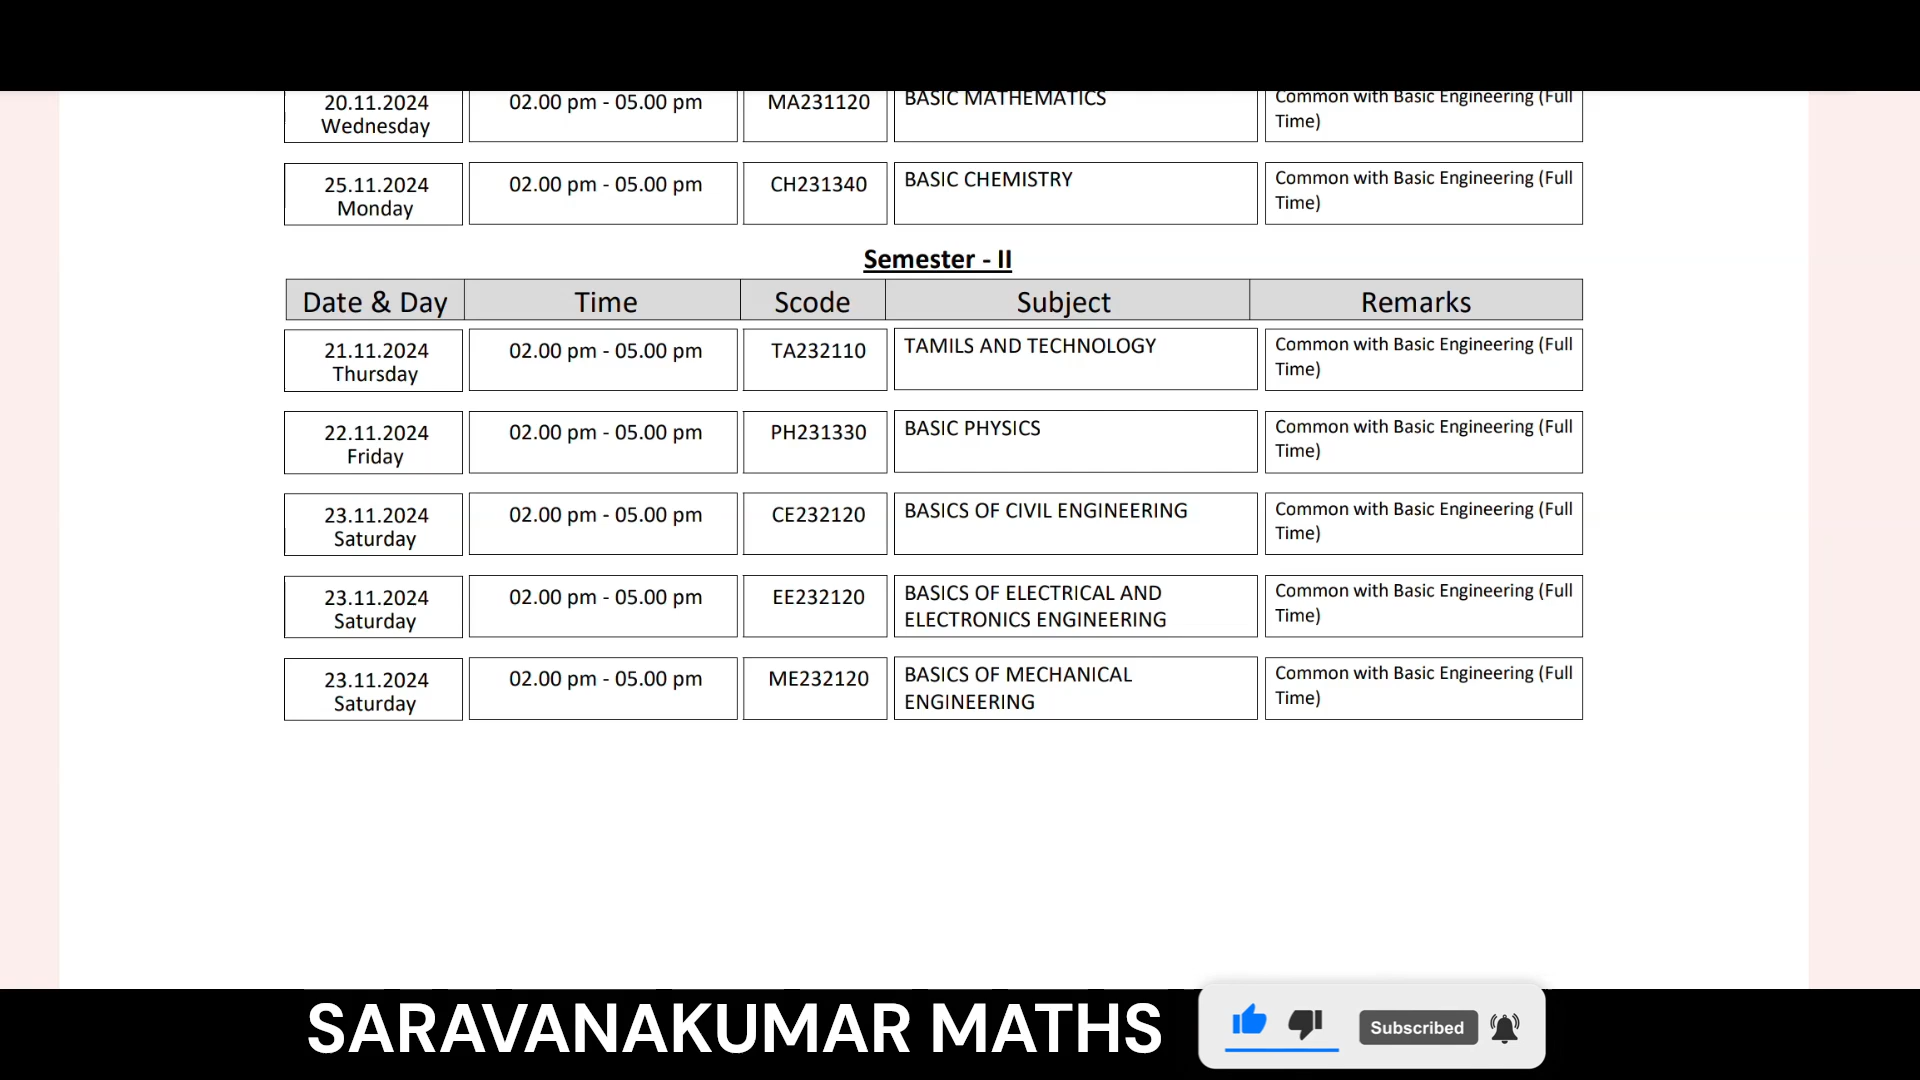 20.11.2024 02.00 pm - 05.00 pm MA231120 BASIC MATHEMATICS Common with Basic Engineering (Full
Wednesday Time)
25.11.2024 02.00 pm - 05.00 pm CH231340 BASIC CHEMISTRY Common with Basic Engineering (Full
Monday Time)
Semester - II
Date & Day Time Scode Subject Remarks
21.11.2024 02.00 pm - 05.00 pm TA232110 TAMILS AND TECHNOLOGY Common with Basic Engineering (Full
Thursday Time)
22.11.2024 02.00 pm - 05.00 pm PH231330 BASIC PHYSICS Common with Basic Engineering (Full
Friday Time)
23.11.2024 02.00 pm - 05.00 pm CE232120 BASICS OF CIVIL ENGINEERING Common with Basic Engineering (Full
Saturday Time)
23.11.2024 02.00 pm - 05.00 pm EE232120 BASICS OF ELECTRICAL AND Common with Basic Engineering (Full
Saturday ELECTRONICS ENGINEERING Time)
23.11.2024 02.00 pm - 05.00 pm ME232120 BASICS OF MECHANICAL Common with Basic Engineering (Full
Saturday ENGINEERING Time)
SARAVANAKUMAR MATHS Subscribed